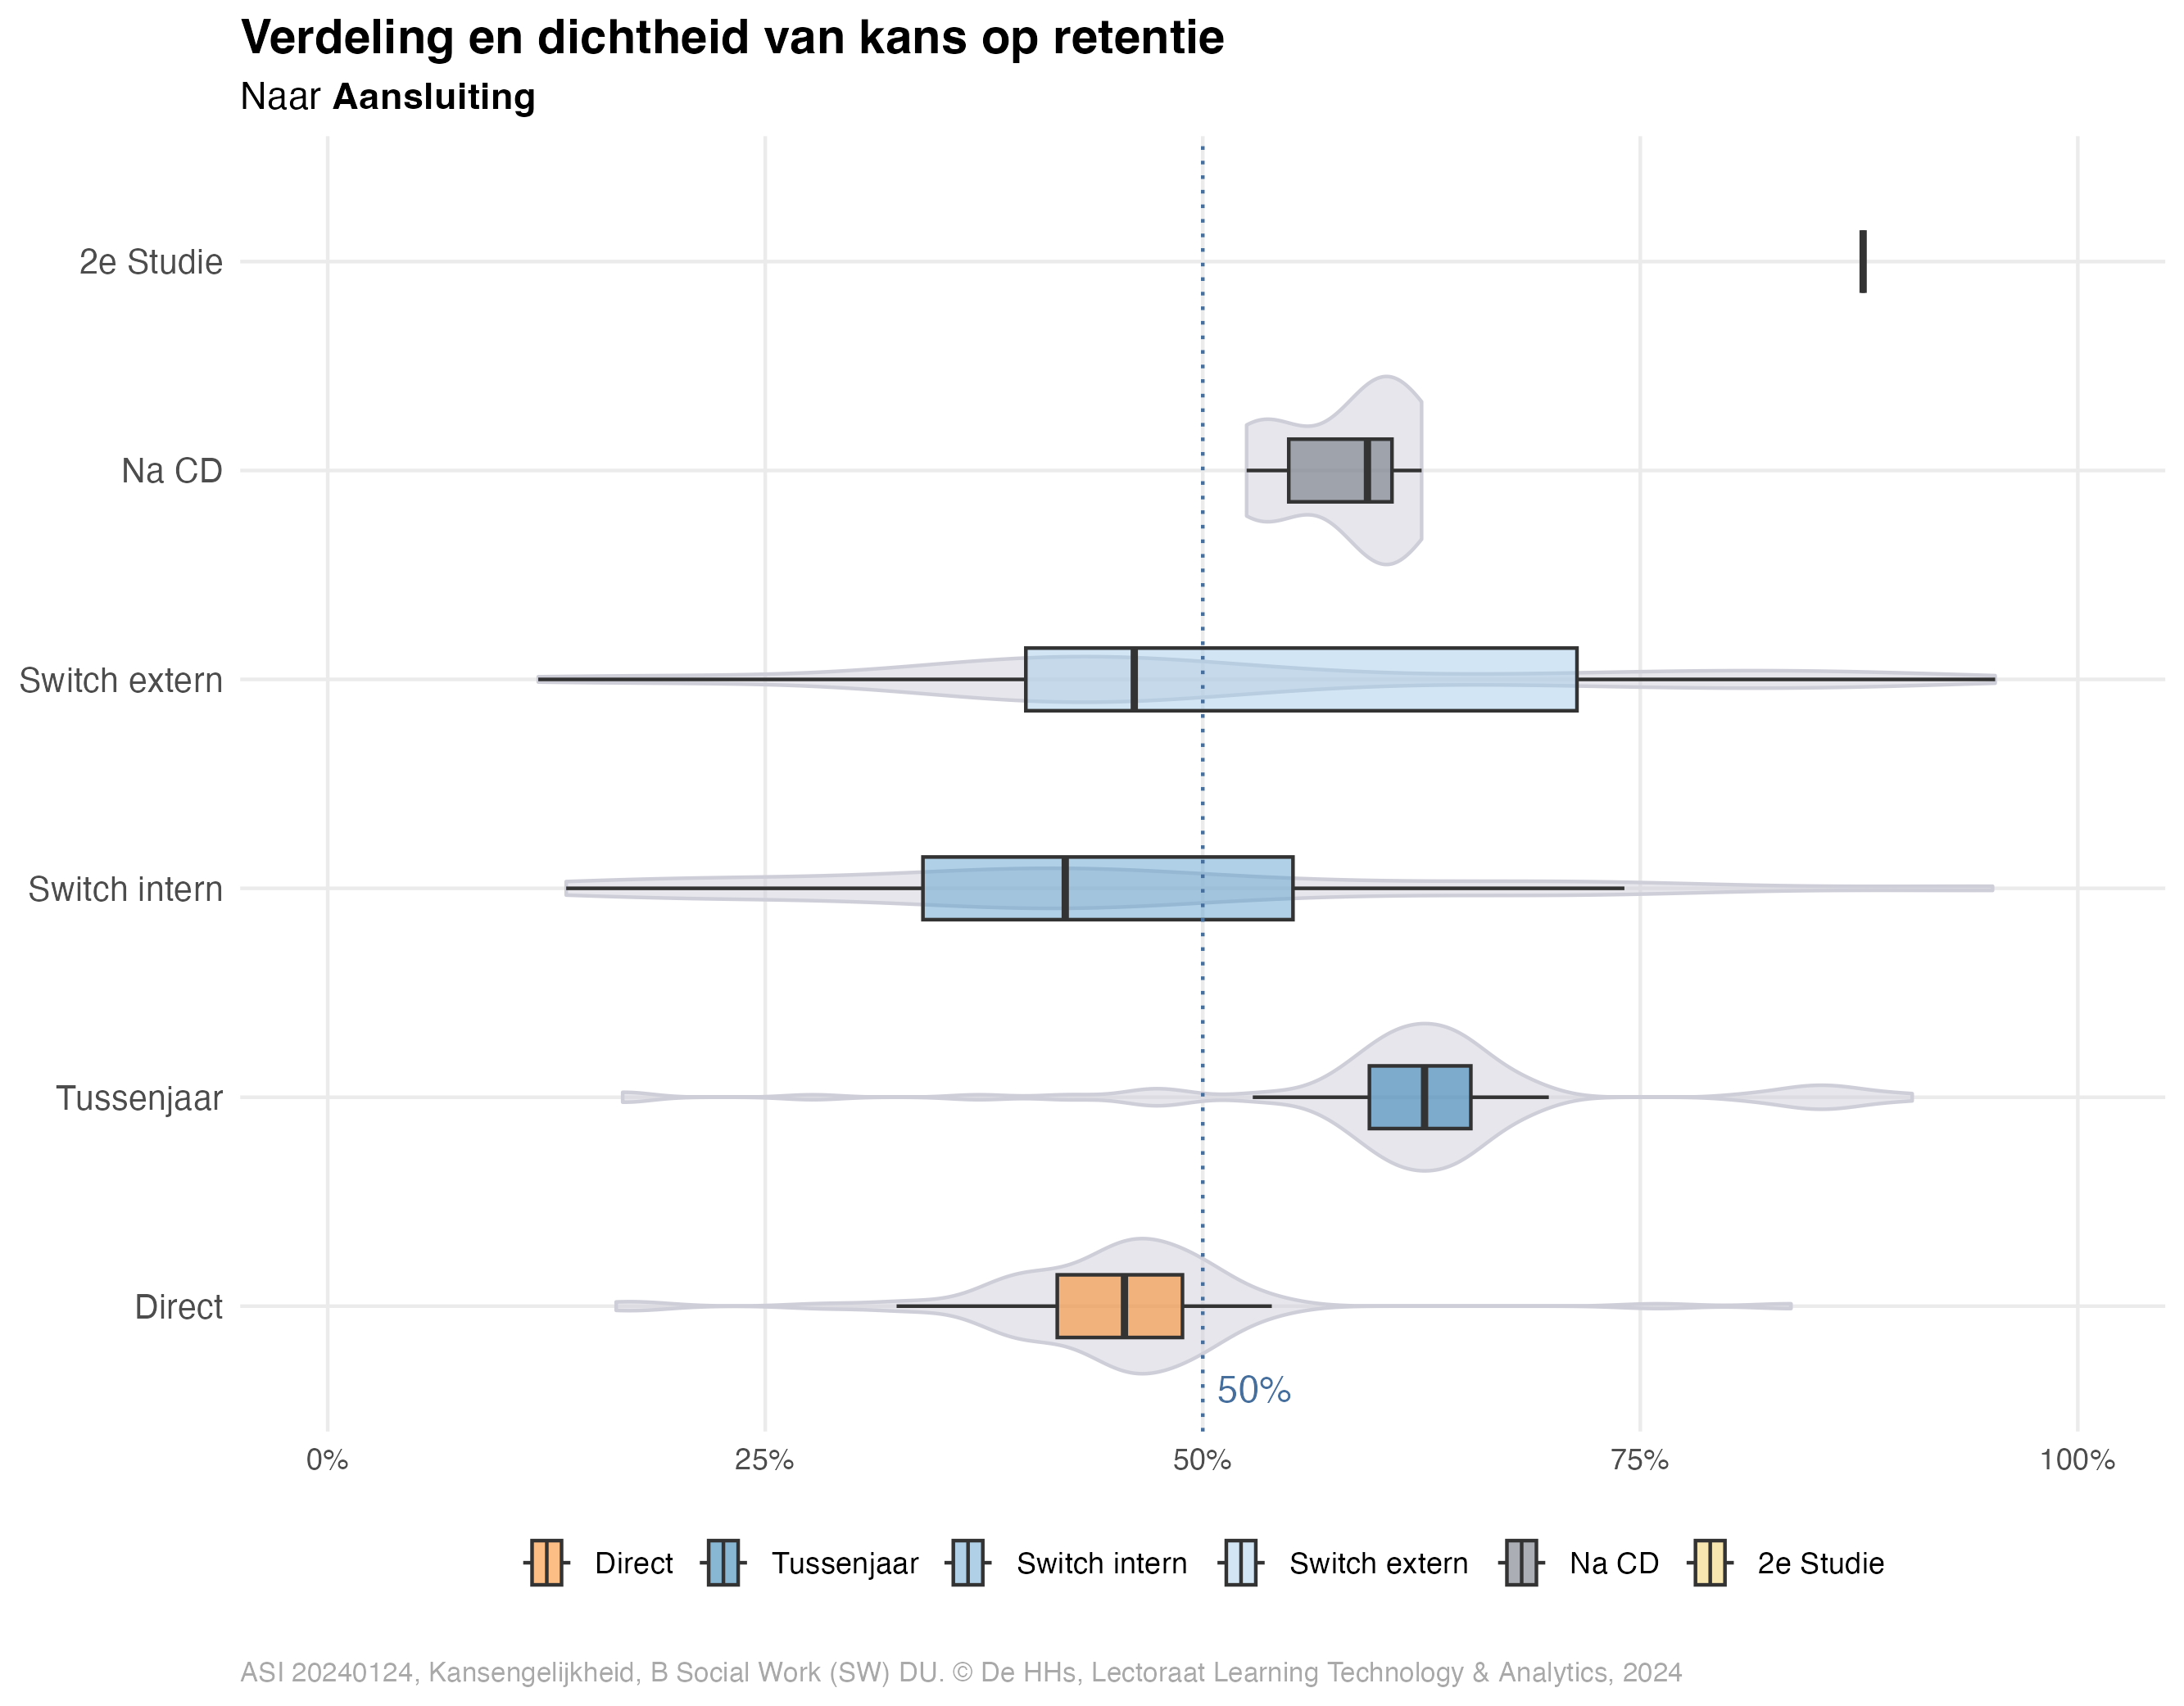 Verdeling en dichtheid van kans op retentie
Naar Aansluiting
2e Studie
Na CD
Switch extern
Switch intern
Tussenjaar
Direct
50%
0% 25% 50% 75% 100%
Direct Tussenjaar Switch intern Switch extern Na CD 2e Studie
ASI 20240124, Kansengelijkheid, B Social Work (SW) DU. © De HHs, Lectoraat Learning Technology & Analytics, 2024